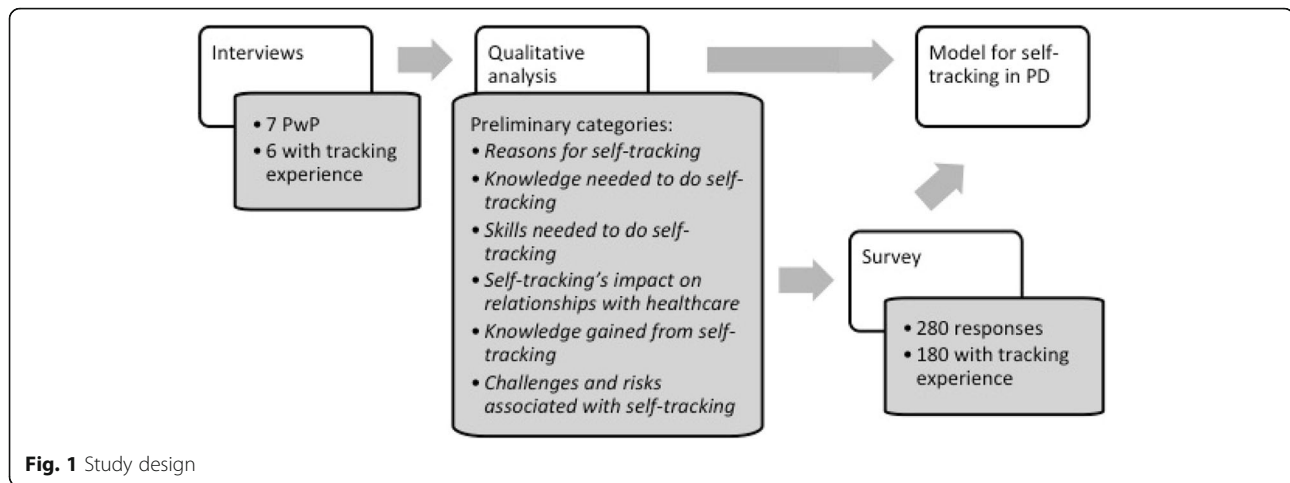 Interviews
• 7 PwP
• 6 with tracking
experience
Qualitative
analysis
Preliminary categories:
• Reasons for self-tracking
• Knowledge needed to do self-
tracking
• Skills needed to do self-
tracking
• Self-tracking's impact on
relationships with healthcare
• Knowledge gained from self-
tracking
• Challenges and risks
associated with self-tracking
Model for self-
tracking in PD
Survey
• 280 responses
• 180 with tracking
experience
Fig. 1 Study design